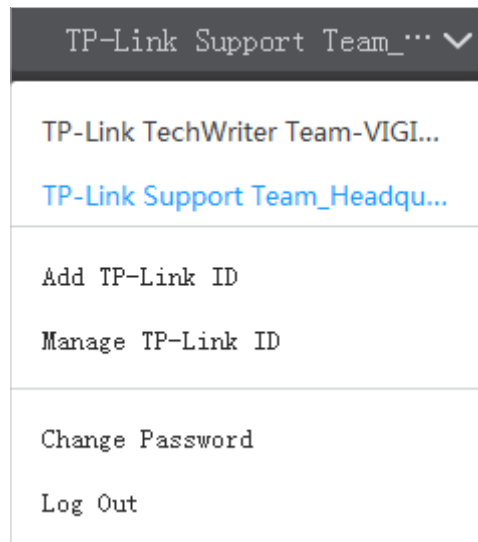 TP-Link Support Team_...
TP-Link TechWriter Team-VIGI...
TP-Link Support Team_Headqu...
Add TP-Link ID
Manage TP-Link ID
Change Password
Log Out